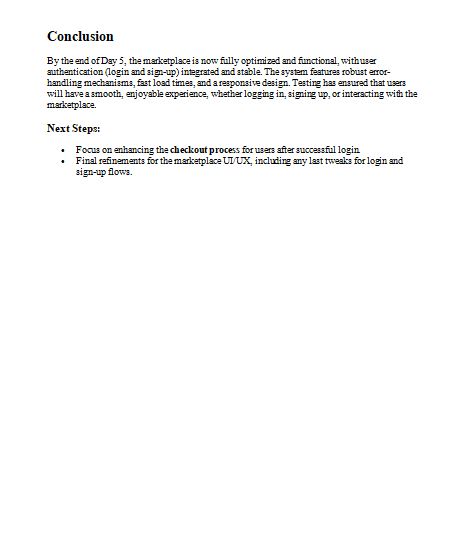 Conclusion
By the end of Day 5, the marketplace is now fully optimized and functional, with user
authentication (login and sign-up) integrated and stable. The system features robust error-
handling mechanisms, fast load times, and a responsive design. Testing has ensured that users
will have a smooth, enjoyable experience, whether logging in, signing up, or interacting with the
marketplace.
Next Steps:
• Focus on enhancing the checkout process for users after successful login.
• Final refinements for the marketplace UI/UX, including any last tweaks for login and
sign-up flows.